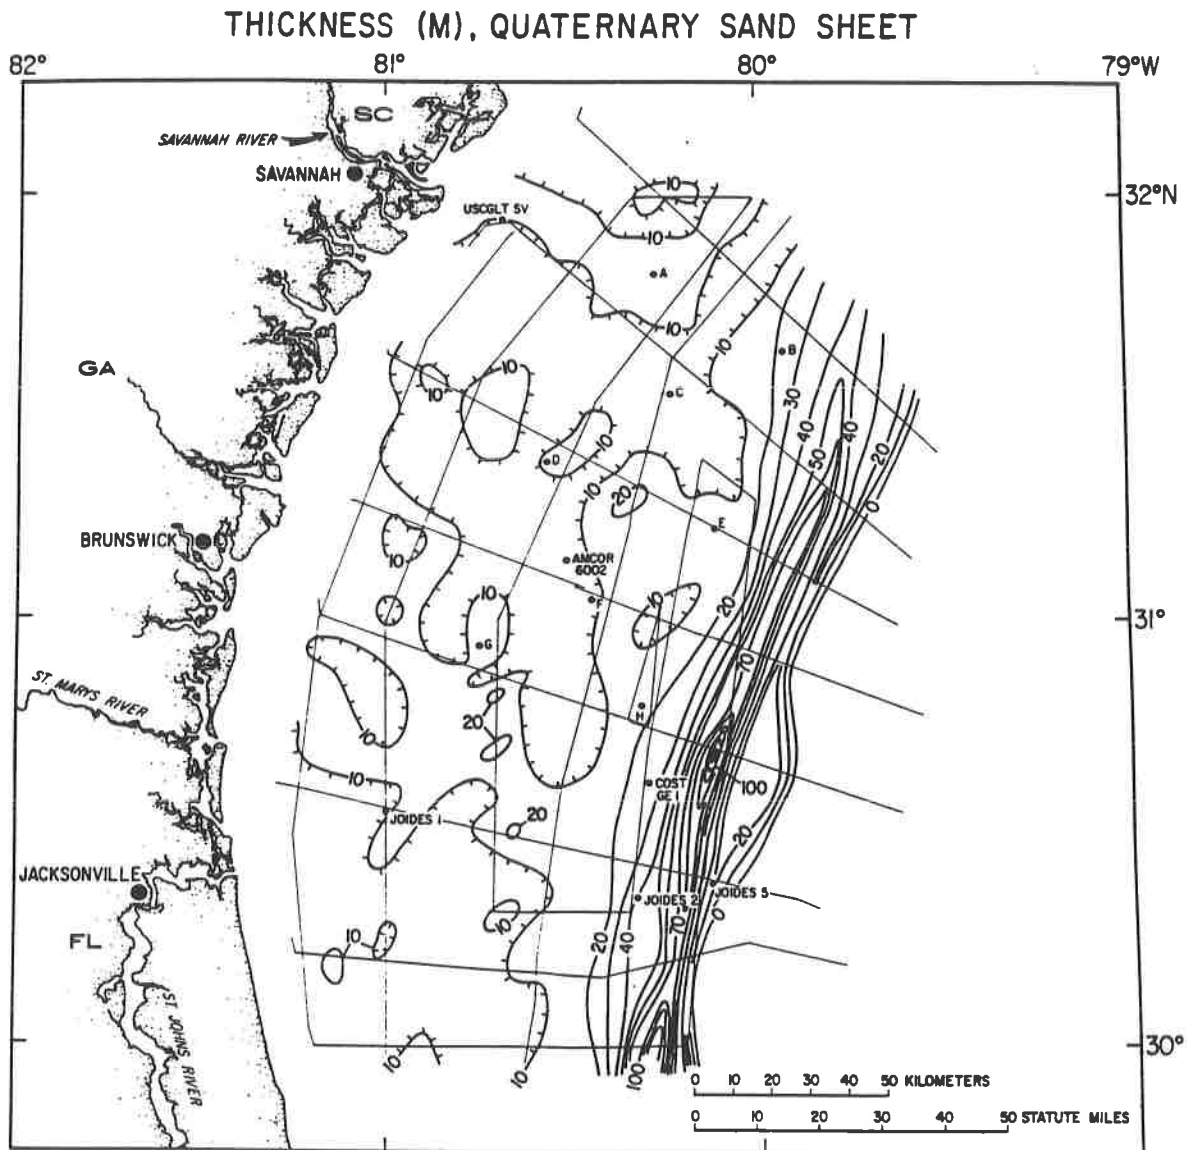 THICKNESS (M), QUATERNARY SAND SHEET
82°
81°
80°
79°W
SC
SAVANNAH RIVER
SAVANNAH
32°N
10
USCGLT SV
10
A
10
10
B
GA
10
10
C
30
40
50
40
20
0
10
D
10
20
E
BRUNSWICK
10
AMCOR
6002
F
10
10
20
31°
G
70
ST. MARYS RIVER
20
H
10
10
COST
GE 1
100
20
20
JOIDES 1
JACKSONVILLE
JOIDES 2
JOIDES 5
0
10
FL
10
20
40
70
ST JOHNS RIVER
10
10
100
30°
0 10 20 30 40 50 KILOMETERS
0 10 20 30 40 50 STATUTE MILES